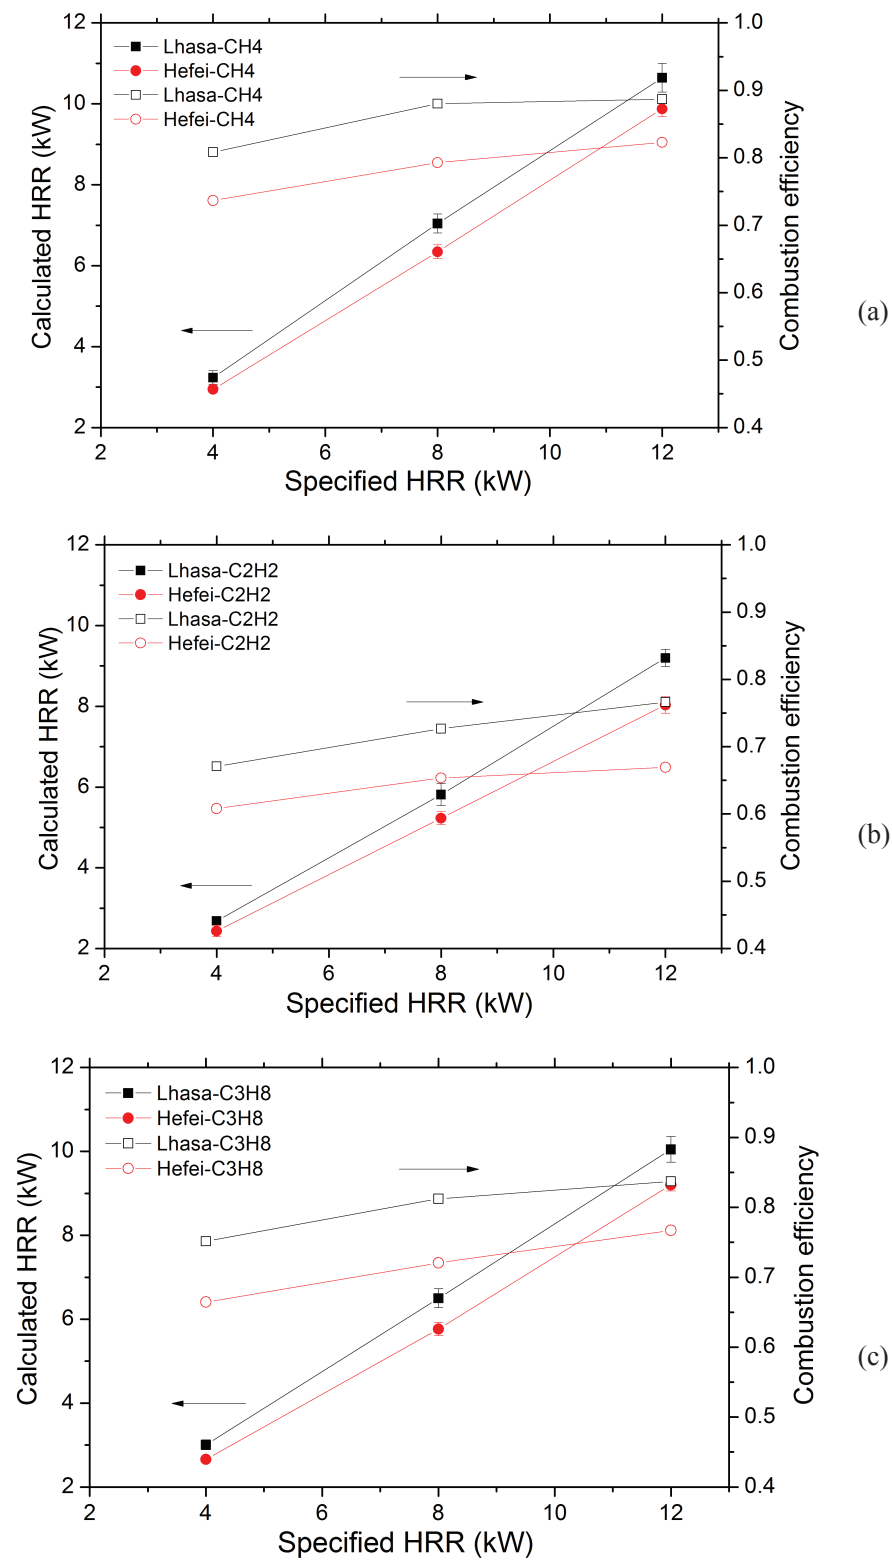 12
10
8
6
4
2
Calculated HRR (kW)
Lhasa-CH4
Hefei-CH4
Lhasa-CH4
Hefei-CH4
1.0
0.9
0.8
0.7
0.6
0.5
0.4
Combustion efficiency
2 4 6 8 10 12
Specified HRR (kW)
(a)
12
10
8
6
4
2
Calculated HRR (kW)
Lhasa-C2H2
Hefei-C2H2
Lhasa-C2H2
Hefei-C2H2
1.0
0.9
0.8
0.7
0.6
0.5
0.4
Combustion efficiency
2 4 6 8 10 12
Specified HRR (kW)
(b)
12
10
8
6
4
2
Calculated HRR (kW)
Lhasa-C3H8
Hefei-C3H8
Lhasa-C3H8
Hefei-C3H8
1.0
0.9
0.8
0.7
0.6
0.5
0.4
Combustion efficiency
2 4 6 8 10 12
Specified HRR (kW)
(c)